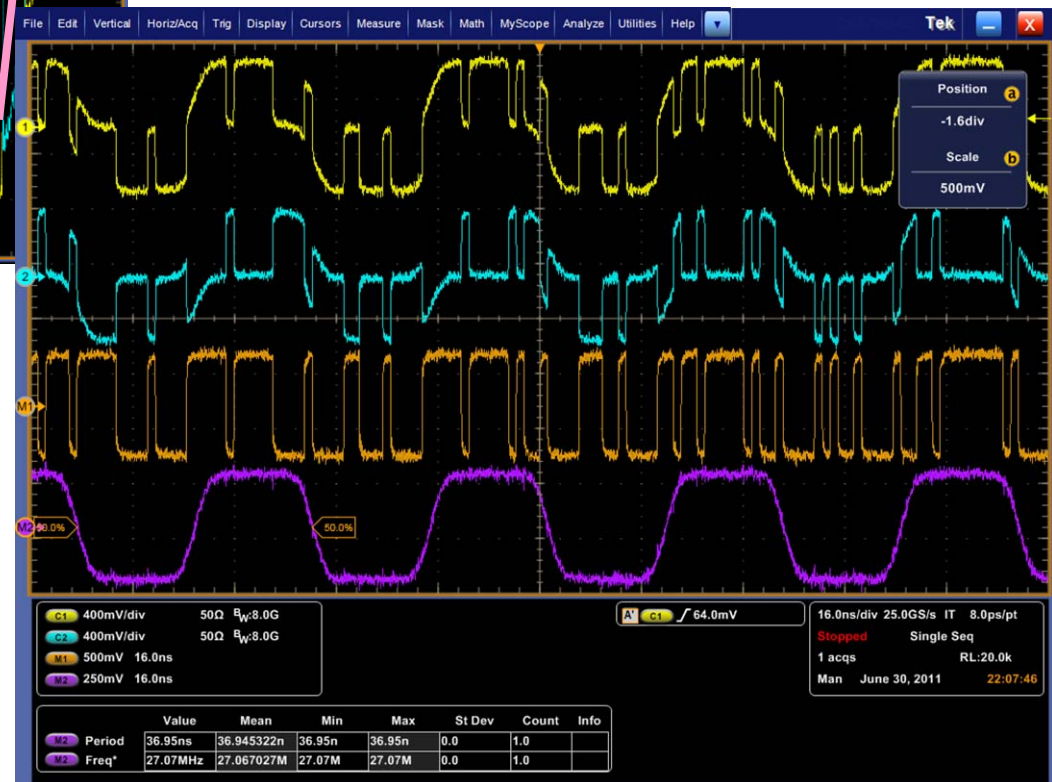 File Edit Vertical Horiz/Acq Trig Display Cursors Measure Mask Math MyScope Analyze Utilities Help Tek X
Position a
-1.6div
Scale b
500mV
1
2
M1
M2 50.0% 50.0%
C1 400mV/div 50Ω BW:8.0G
C2 400mV/div 50Ω BW:8.0G
M1 500mV 16.0ns
M2 250mV 16.0ns
A' C1 64.0mV
16.0ns/div 25.0GS/s IT 8.0ps/pt
Stopped Single Seq
1 acqs RL:20.0k
Man June 30, 2011 22:07:46
Value Mean Min Max St Dev Count Info
M2 Period 36.95ns 36.945322n 36.95n 36.95n 0.0 1.0
M2 Freq* 27.07MHz 27.067027M 27.07M 27.07M 0.0 1.0